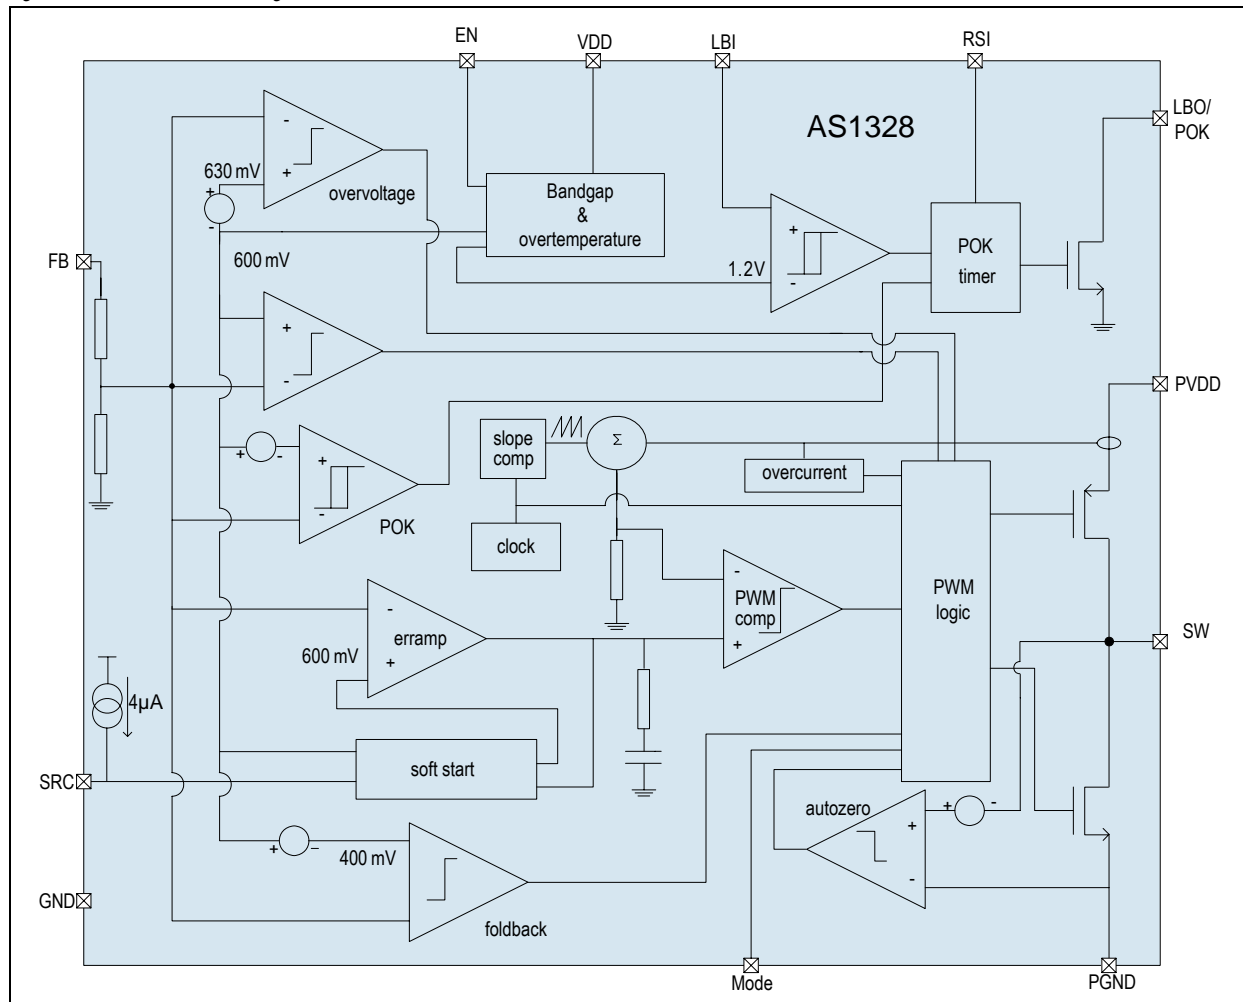 EN
VDD
LBI
RSI
AS1328
LBO/
POK
-
630 mV
+
overvoltage
+
-
Bandgap
&
overtemperature
+
1.2V
-
POK
timer
FB
600 mV
+
-
PVDD
+
-
+
-
POK
slope
comp
Σ
overcurrent
clock
-
PWM
comp
+
PWM
logic
-
erramp
600 mV
+
SW
4µA
SRC
soft start
autozero
+
-
+
-
+
-
400 mV
GND
foldback
Mode
PGND